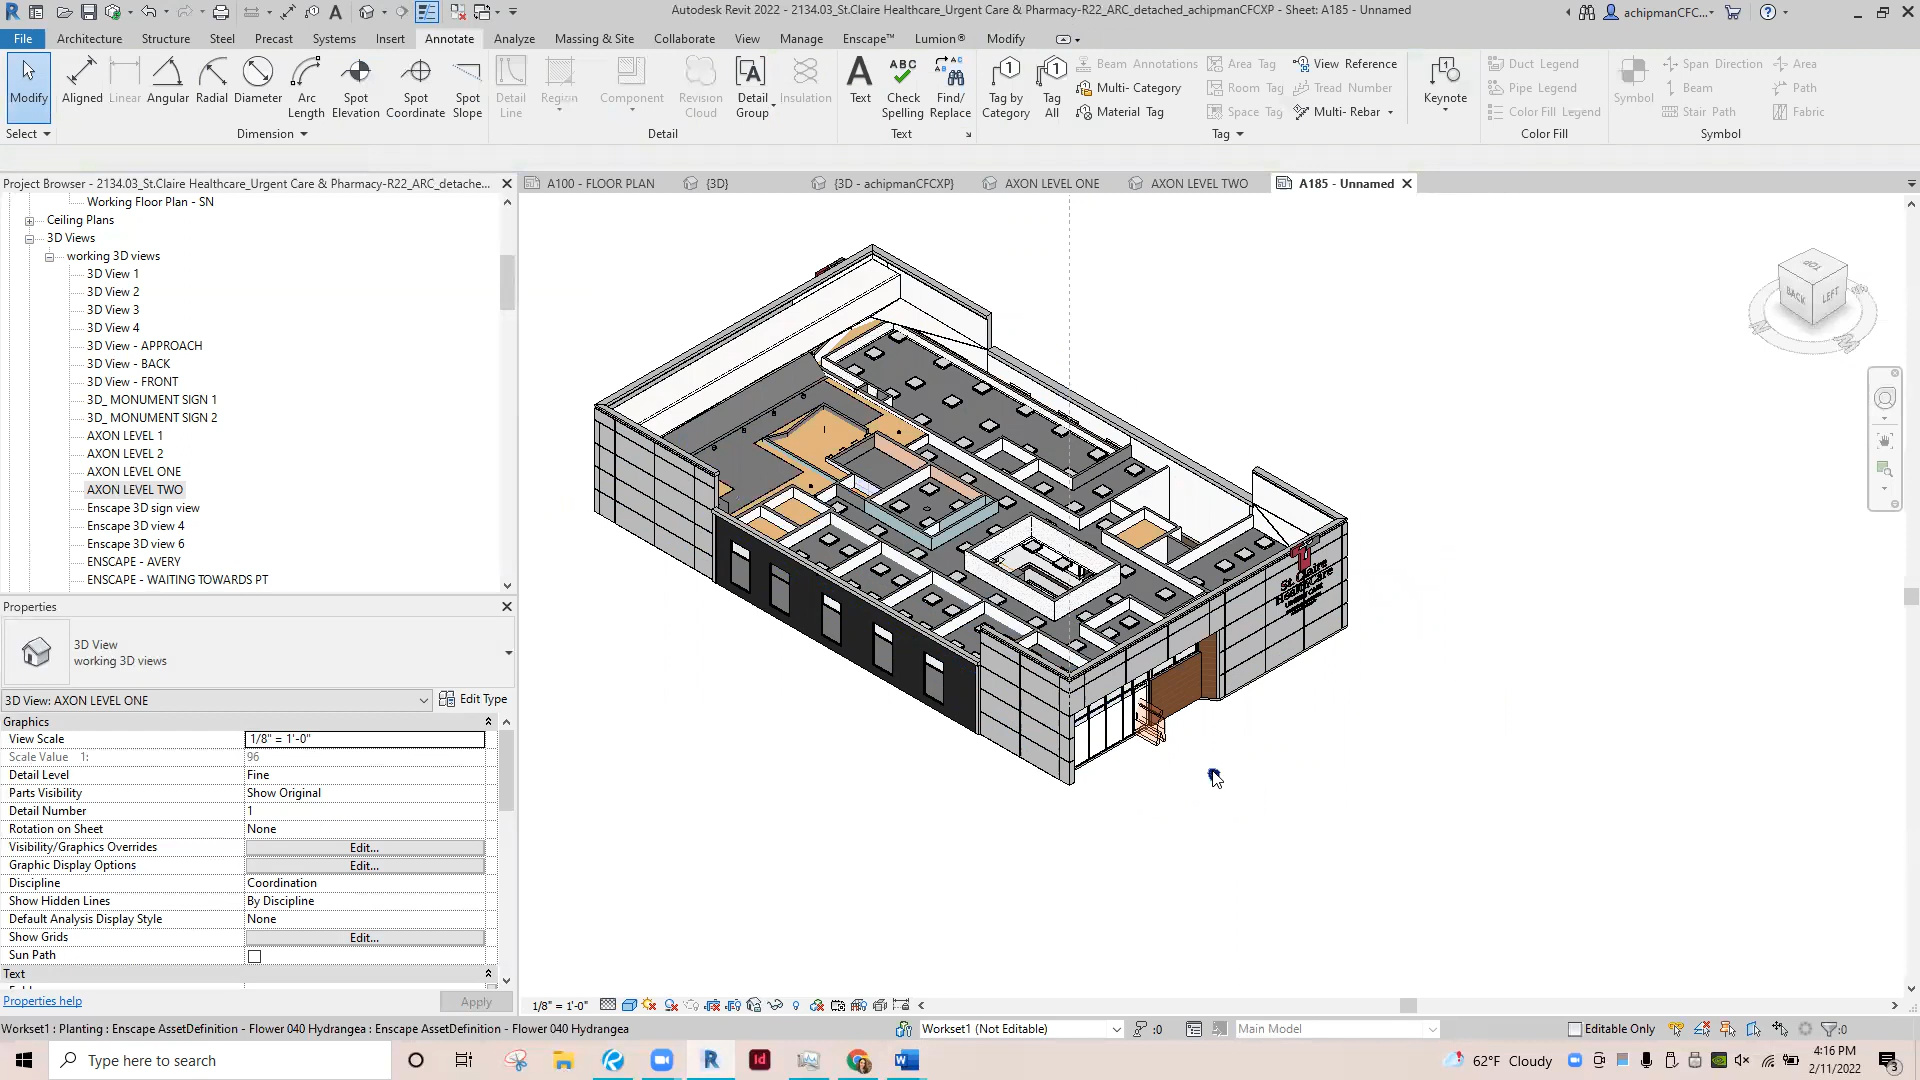 Autodesk Revit 2022 - 2134.03_St.Claire Healthcare_Urgent Care & Pharmacy-R22_ARC_detached_achipmanCFCXP - Sheet: A185 - Unnamed
achipmanCFC...
File Architecture Structure Steel Precast Systems Insert Annotate Analyze Massing & Site Collaborate View Manage Enscape™ Lumion® Modify
Modify
Select
Aligned
Linear
Angular
Radial
Diameter
Arc Length
Spot Elevation
Spot Coordinate
Spot Slope
Dimension
Detail Line
Region
Component
Revision Cloud
Detail Group
Insulation
Detail
Text
ABC
Check Spelling
Find/ Replace
Text
Tag by Category
Tag All
Beam Annotations
Multi- Category
Material Tag
Area Tag
Room Tag
Space Tag
View Reference
Tread Number
Multi- Rebar
Tag
Keynote
Duct Legend
Pipe Legend
Color Fill Legend
Color Fill
Symbol
Span Direction
Beam
Stair Path
Area
Path
Fabric
Symbol
Project Browser - 2134.03_St.Claire Healthcare_Urgent Care & Pharmacy-R22_ARC_detache...
A100 - FLOOR PLAN
{3D}
{3D - achipmanCFCXP}
AXON LEVEL ONE
AXON LEVEL TWO
A185 - Unnamed
Working Floor Plan - SN
Ceiling Plans
3D Views
working 3D views
3D View 1
3D View 2
3D View 3
3D View 4
3D View - APPROACH
3D View - BACK
3D View - FRONT
3D_ MONUMENT SIGN 1
3D_ MONUMENT SIGN 2
AXON LEVEL 1
AXON LEVEL 2
AXON LEVEL ONE
AXON LEVEL TWO
Enscape 3D sign view
Enscape 3D view 4
Enscape 3D view 6
ENSCAPE - AVERY
ENSCAPE - WAITING TOWARDS PT
TOP
BACK
LEFT
St. Claire
HealthCare
Properties
3D View
working 3D views
3D View: AXON LEVEL ONE
Edit Type
Graphics
View Scale 1/8" = 1'-0"
Scale Value 1: 96
Detail Level Fine
Parts Visibility Show Original
Detail Number 1
Rotation on Sheet None
Visibility/Graphics Overrides Edit...
Graphic Display Options Edit...
Discipline Coordination
Show Hidden Lines By Discipline
Default Analysis Display Style None
Show Grids Edit...
Sun Path
Text
Properties help
Apply
1/8" = 1'-0"
Workset1 : Planting : Enscape AssetDefinition - Flower 040 Hydrangea : Enscape AssetDefinition - Flower 040 Hydrangea
Workset1 (Not Editable)
:0
Main Model
Editable Only
:0
Type here to search
62°F Cloudy
4:16 PM
2/11/2022
3